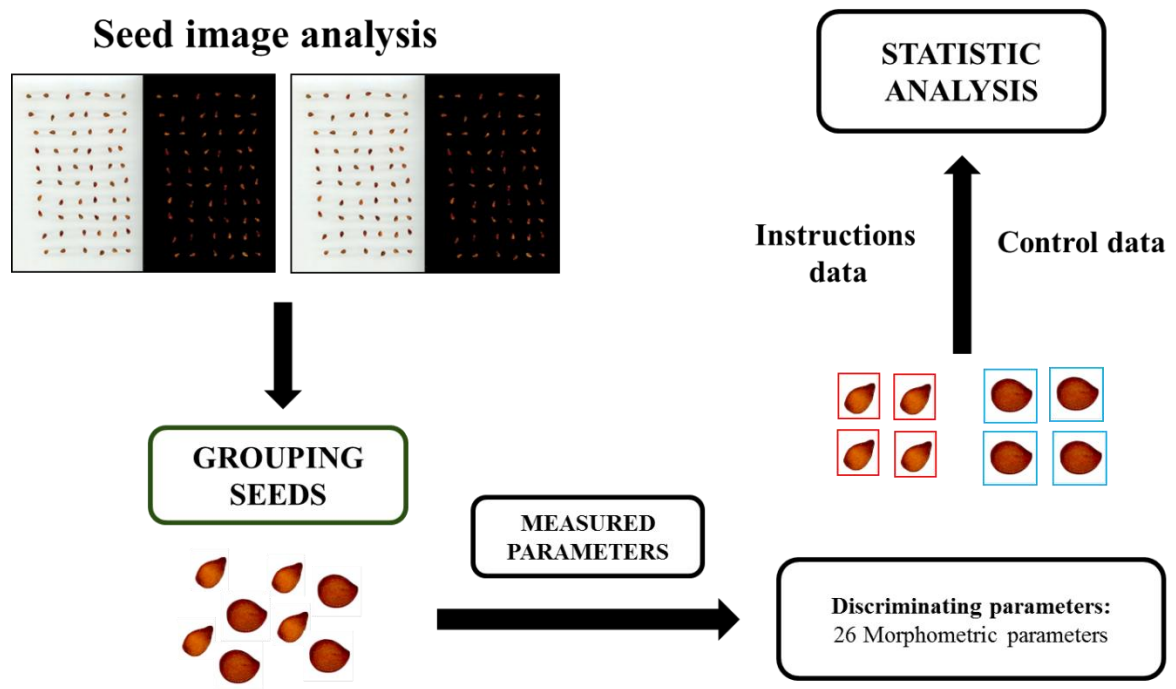 Seed image analysis
GROUPING
SEEDS
MEASURED
PARAMETERS
Discriminating parameters:
26 Morphometric parameters
Instructions
data
Control data
STATISTIC
ANALYSIS